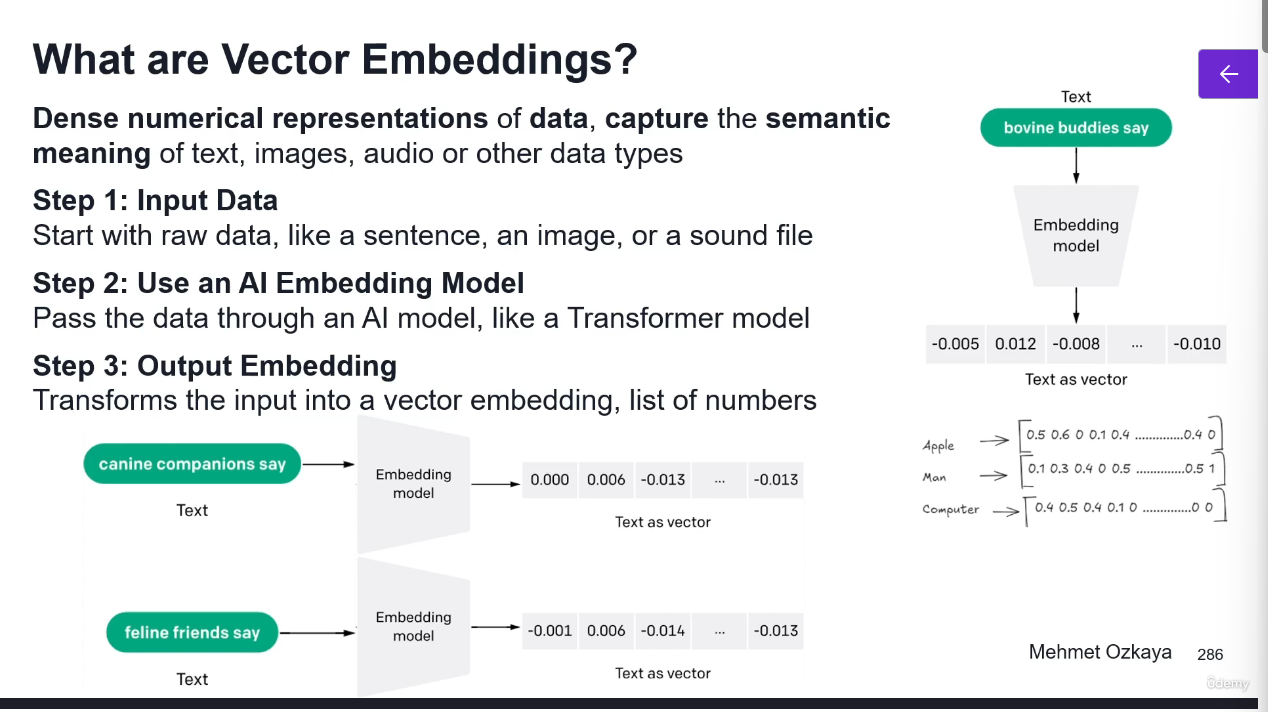 What are Vector Embeddings?
Dense numerical representations of data, capture the semantic
meaning of text, images, audio or other data types
Step 1: Input Data
Start with raw data, like a sentence, an image, or a sound file
Step 2: Use an AI Embedding Model
Pass the data through an AI model, like a Transformer model
Step 3: Output Embedding
Transforms the input into a vector embedding, list of numbers
canine companions say
Text
Embedding
model
0.000 0.006 -0.013 ... -0.013
Text as vector
feline friends say
Text
Embedding
model
-0.001 0.006 -0.014 ... -0.013
Text as vector
Text
bovine buddies say
Embedding
model
-0.005 0.012 -0.008 ... -0.010
Text as vector
Apple 0.5 0.6 0 0.1 0.4 ..............0.4 0
Man 0.1 0.3 0.4 0 0.5 ..............0.5 1
Computer 0.4 0.5 0.4 0.1 0 ..............0 0
Mehmet Ozkaya 286
ûdemy